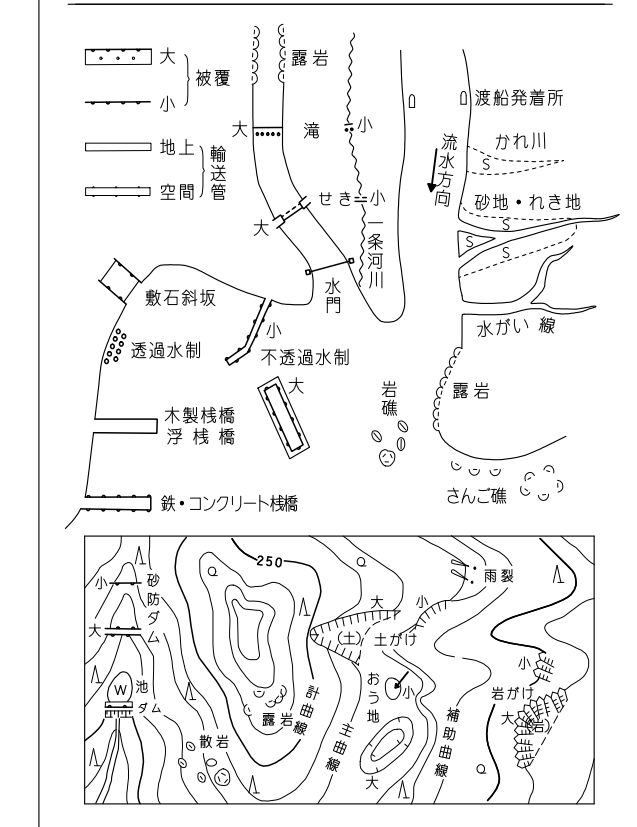 大
小
被覆
地上
空間
輸送管
露岩
大
滝
小
せき
小
大
一条河川
水門
渡船発着所
流水方向
かれ川
S
砂地・れき地
S
S
S
水がい線
露岩
敷石斜坂
透過水制
小
不透過水制
大
岩礁
木製桟橋
浮桟橋
さんご礁
鉄・コンクリート桟橋
250
小
砂防ダム
大
W
池
ダム
散岩
露岩
計曲線
主曲線
大
小
(土)
土がけ
おう地
小
大
補助曲線
雨裂
小
岩がけ
大
(岩)